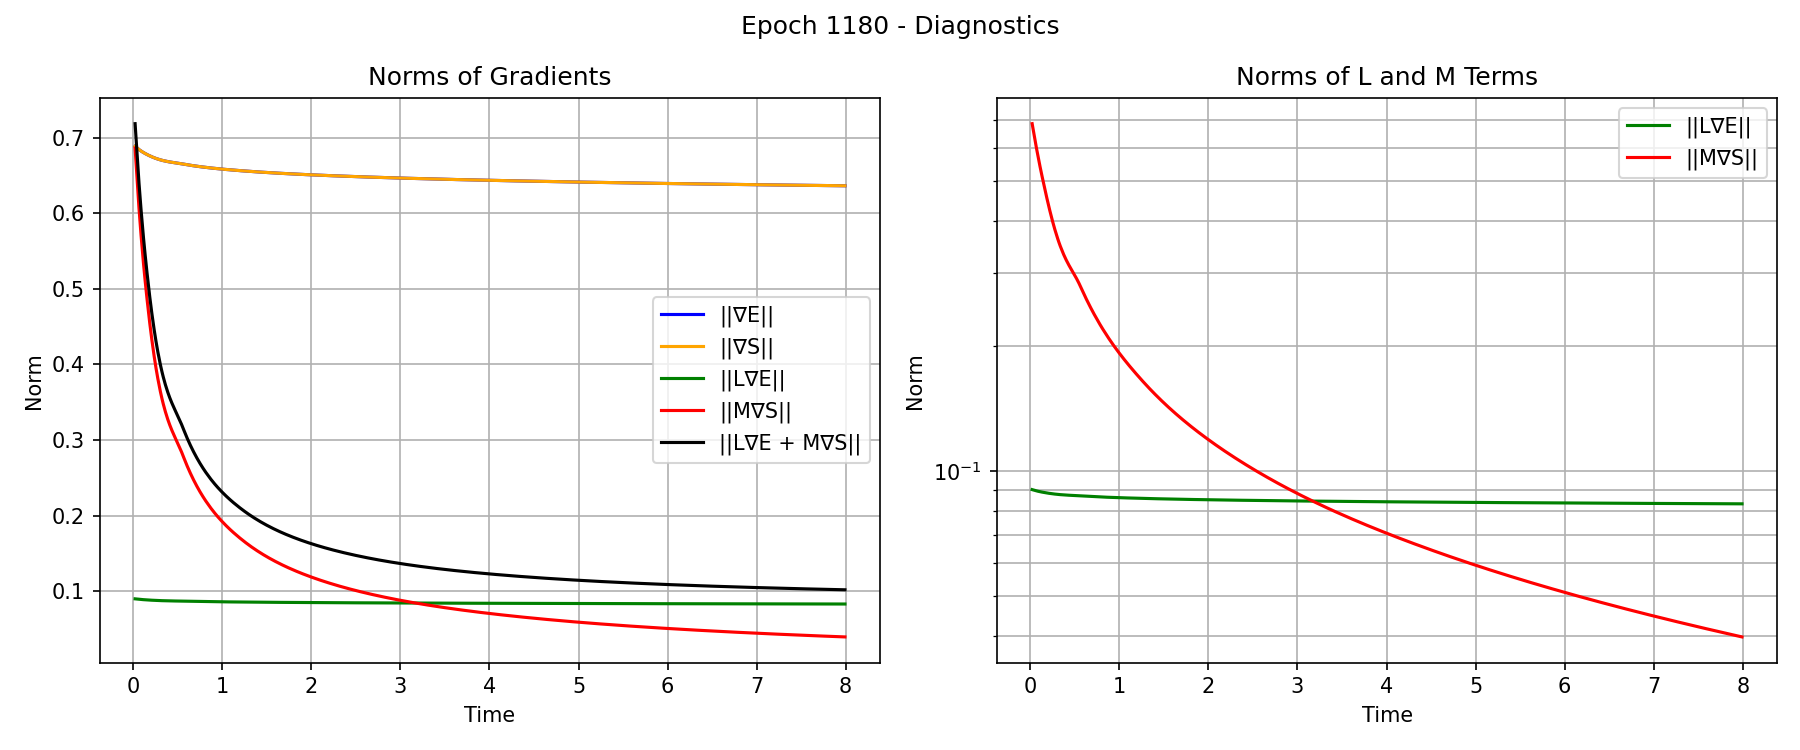 Epoch 1180 - Diagnostics
Norms of Gradients
Norm
0.7
0.6
0.5
0.4
0.3
0.2
0.1
||∇E||
||∇S||
||L∇E||
||M∇S||
||L∇E + M∇S||
0 1 2 3 4 5 6 7 8
Time
Norms of L and M Terms
Norm
10⁻¹
||L∇E||
||M∇S||
0 1 2 3 4 5 6 7 8
Time